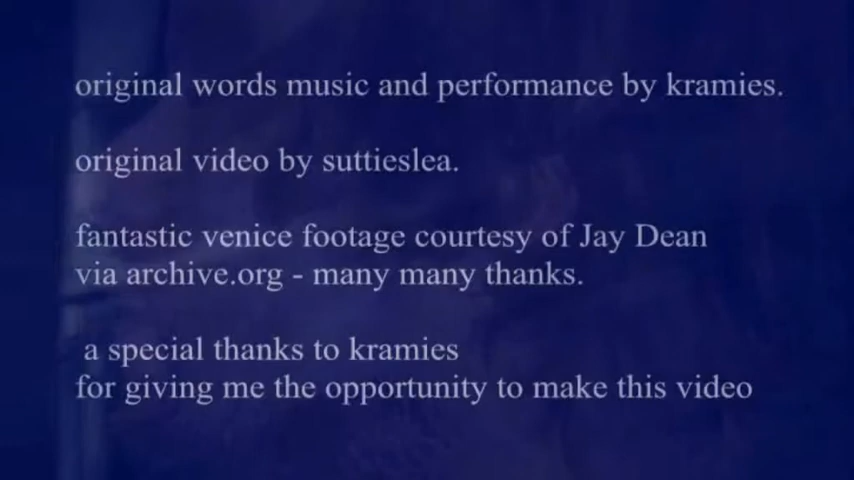 original words music and performance by kramies.
original video by suttieslea.
fantastic venice footage courtesy of Jay Dean
via archive.org - many many thanks.
a special thanks to kramies
for giving me the opportunity to make this video